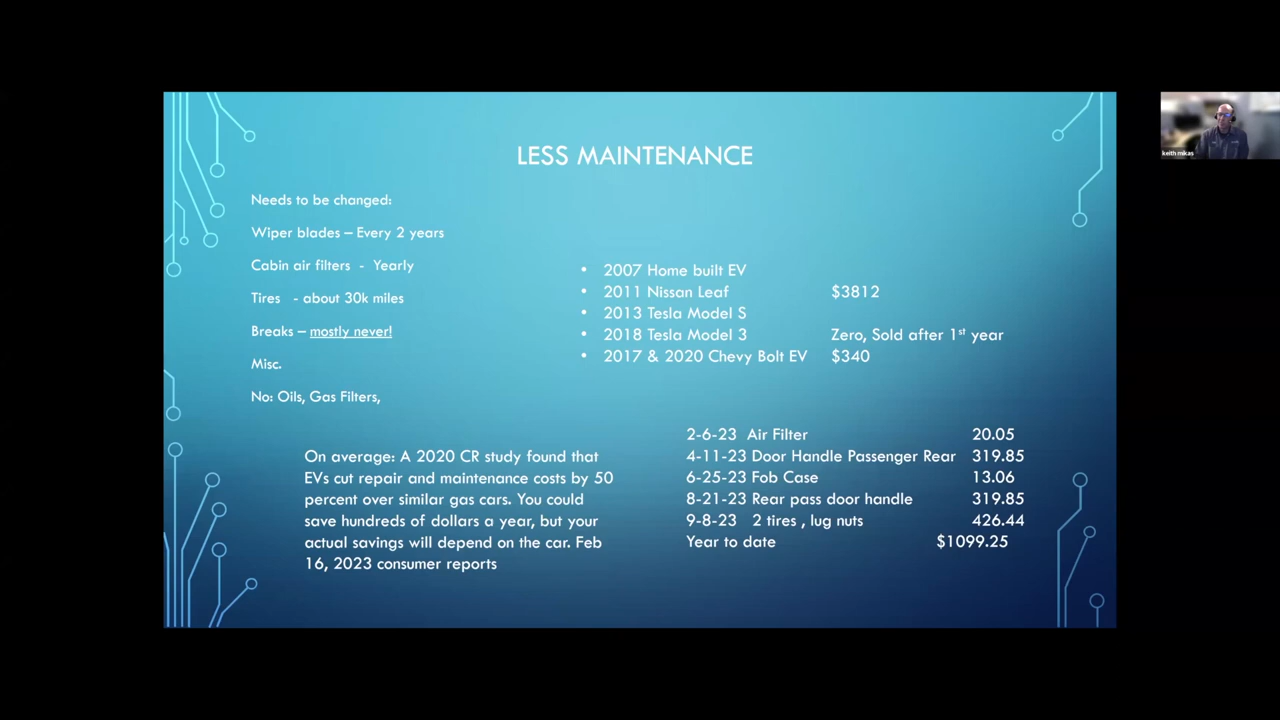 LESS MAINTENANCE
Needs to be changed:
Wiper blades – Every 2 years
Cabin air filters - Yearly
Tires - about 30k miles
Breaks – mostly never!
Misc.
No: Oils, Gas Filters,
• 2007 Home built EV
• 2011 Nissan Leaf $3812
• 2013 Tesla Model S
• 2018 Tesla Model 3 Zero, Sold after 1st year
• 2017 & 2020 Chevy Bolt EV $340
On average: A 2020 CR study found that
EVs cut repair and maintenance costs by 50
percent over similar gas cars. You could
save hundreds of dollars a year, but your
actual savings will depend on the car. Feb
16, 2023 consumer reports
2-6-23 Air Filter 20.05
4-11-23 Door Handle Passenger Rear 319.85
6-25-23 Fob Case 13.06
8-21-23 Rear pass door handle 319.85
9-8-23 2 tires , lug nuts 426.44
Year to date $1099.25
keith mikas